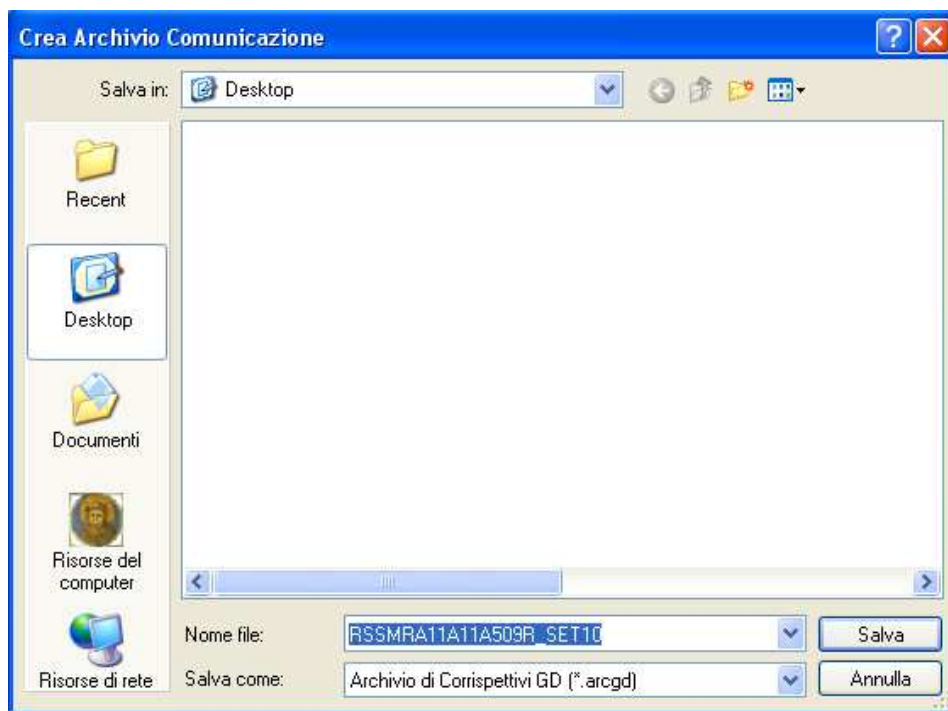 Crea Archivio Comunicazione
Salva in:
Desktop
Recent
Desktop
Documenti
Risorse del
computer
Risorse di rete
Nome file:
RSSMRA11A11A509R_SET10
Salva
Salva come:
Archivio di Corrispettivi GD (*.arcgd)
Annulla